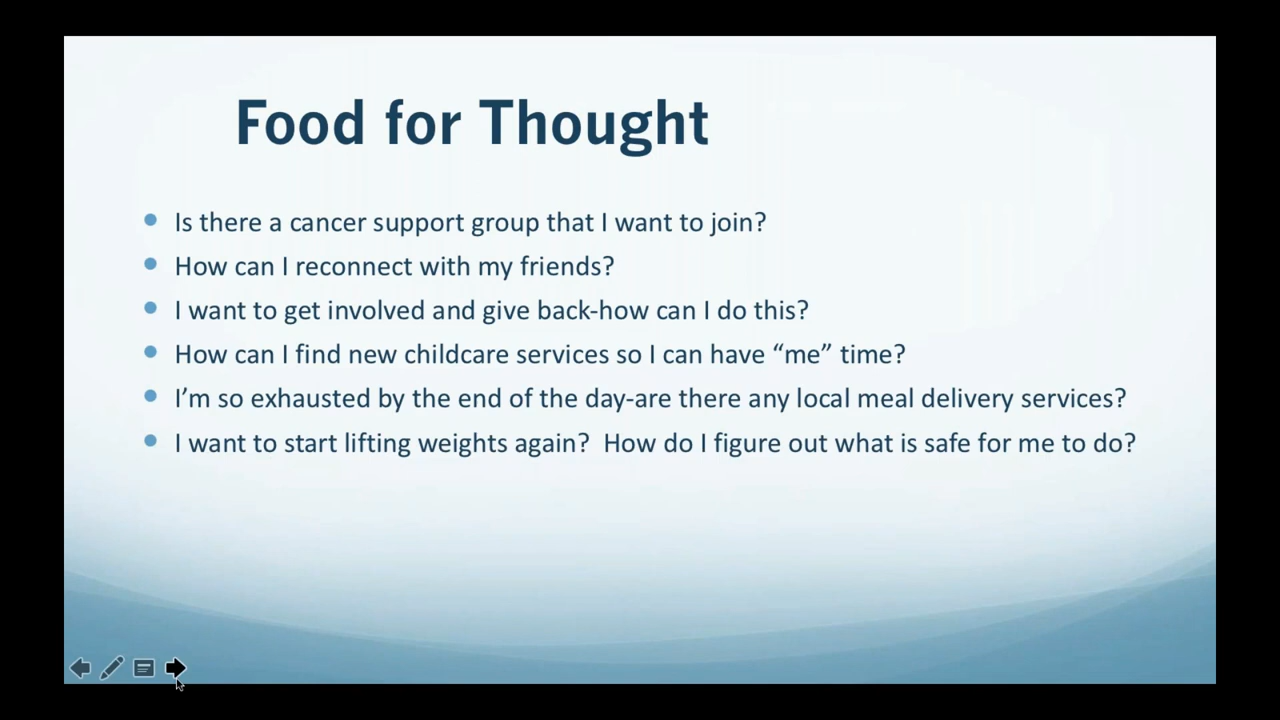 Food for Thought
Is there a cancer support group that I want to join?
How can I reconnect with my friends?
I want to get involved and give back-how can I do this?
How can I find new childcare services so I can have “me” time?
I’m so exhausted by the end of the day-are there any local meal delivery services?
I want to start lifting weights again?  How do I figure out what is safe for me to do?